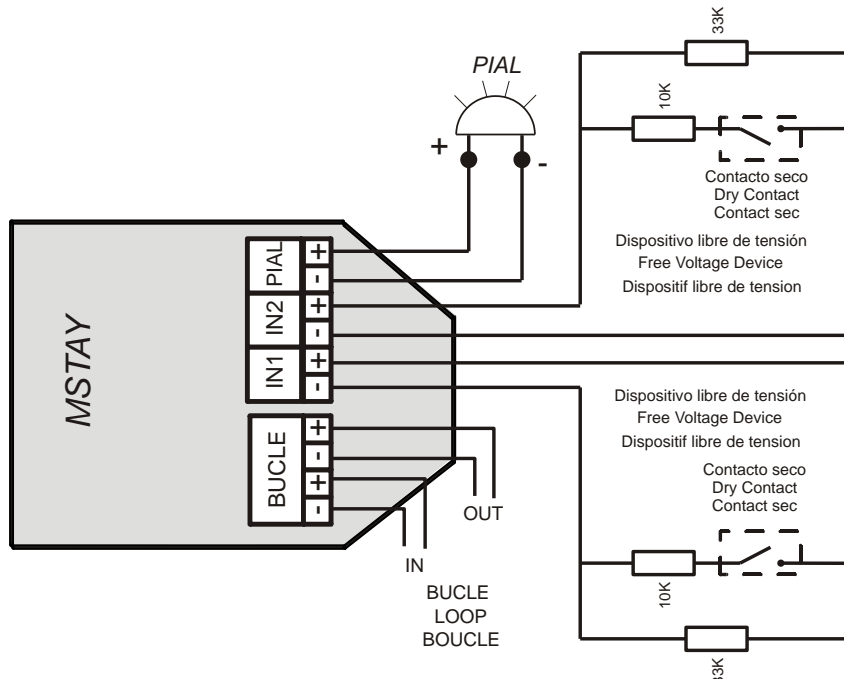 33K
PIAL
10K
+
-
Contacto seco
Dry Contact
Contact sec
Dispositivo libre de tensión
Free Voltage Device
Dispositif libre de tension
MSTAY
PIAL
+
-
IN2
+
-
IN1
+
-
BUCLE
+
-
+
-
OUT
IN
BUCLE
LOOP
BOUCLE
Dispositivo libre de tensión
Free Voltage Device
Dispositif libre de tension
Contacto seco
Dry Contact
Contact sec
10K
33K